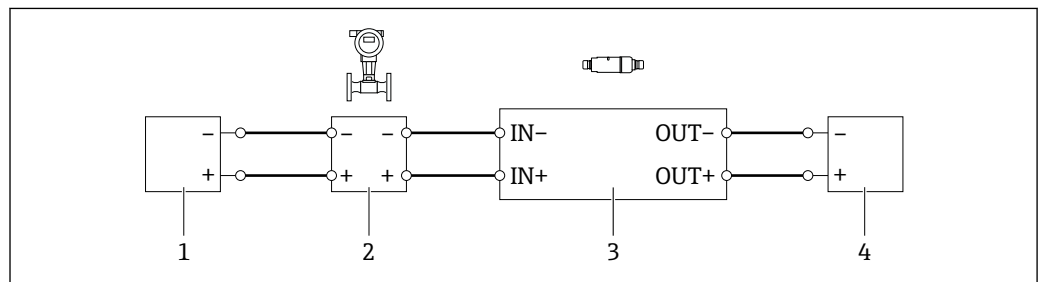 − − − IN− OUT− −
+ + + IN+ OUT+ +
1 2 3 4